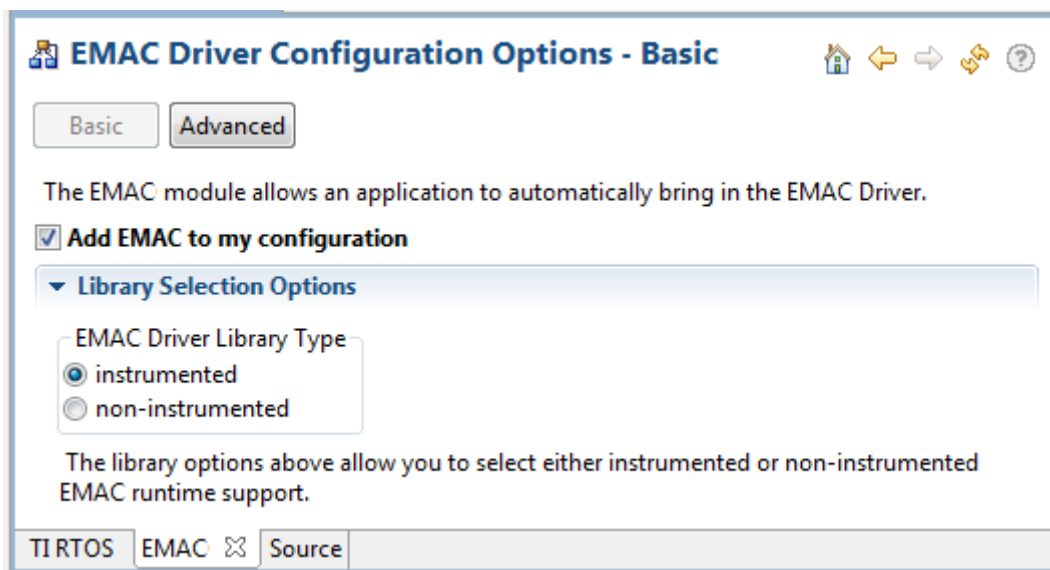 EMAC Driver Configuration Options - Basic
Basic Advanced
The EMAC module allows an application to automatically bring in the EMAC Driver.
Add EMAC to my configuration
Library Selection Options
EMAC Driver Library Type
instrumented
non-instrumented
The library options above allow you to select either instrumented or non-instrumented
EMAC runtime support.
TI RTOS EMAC Source